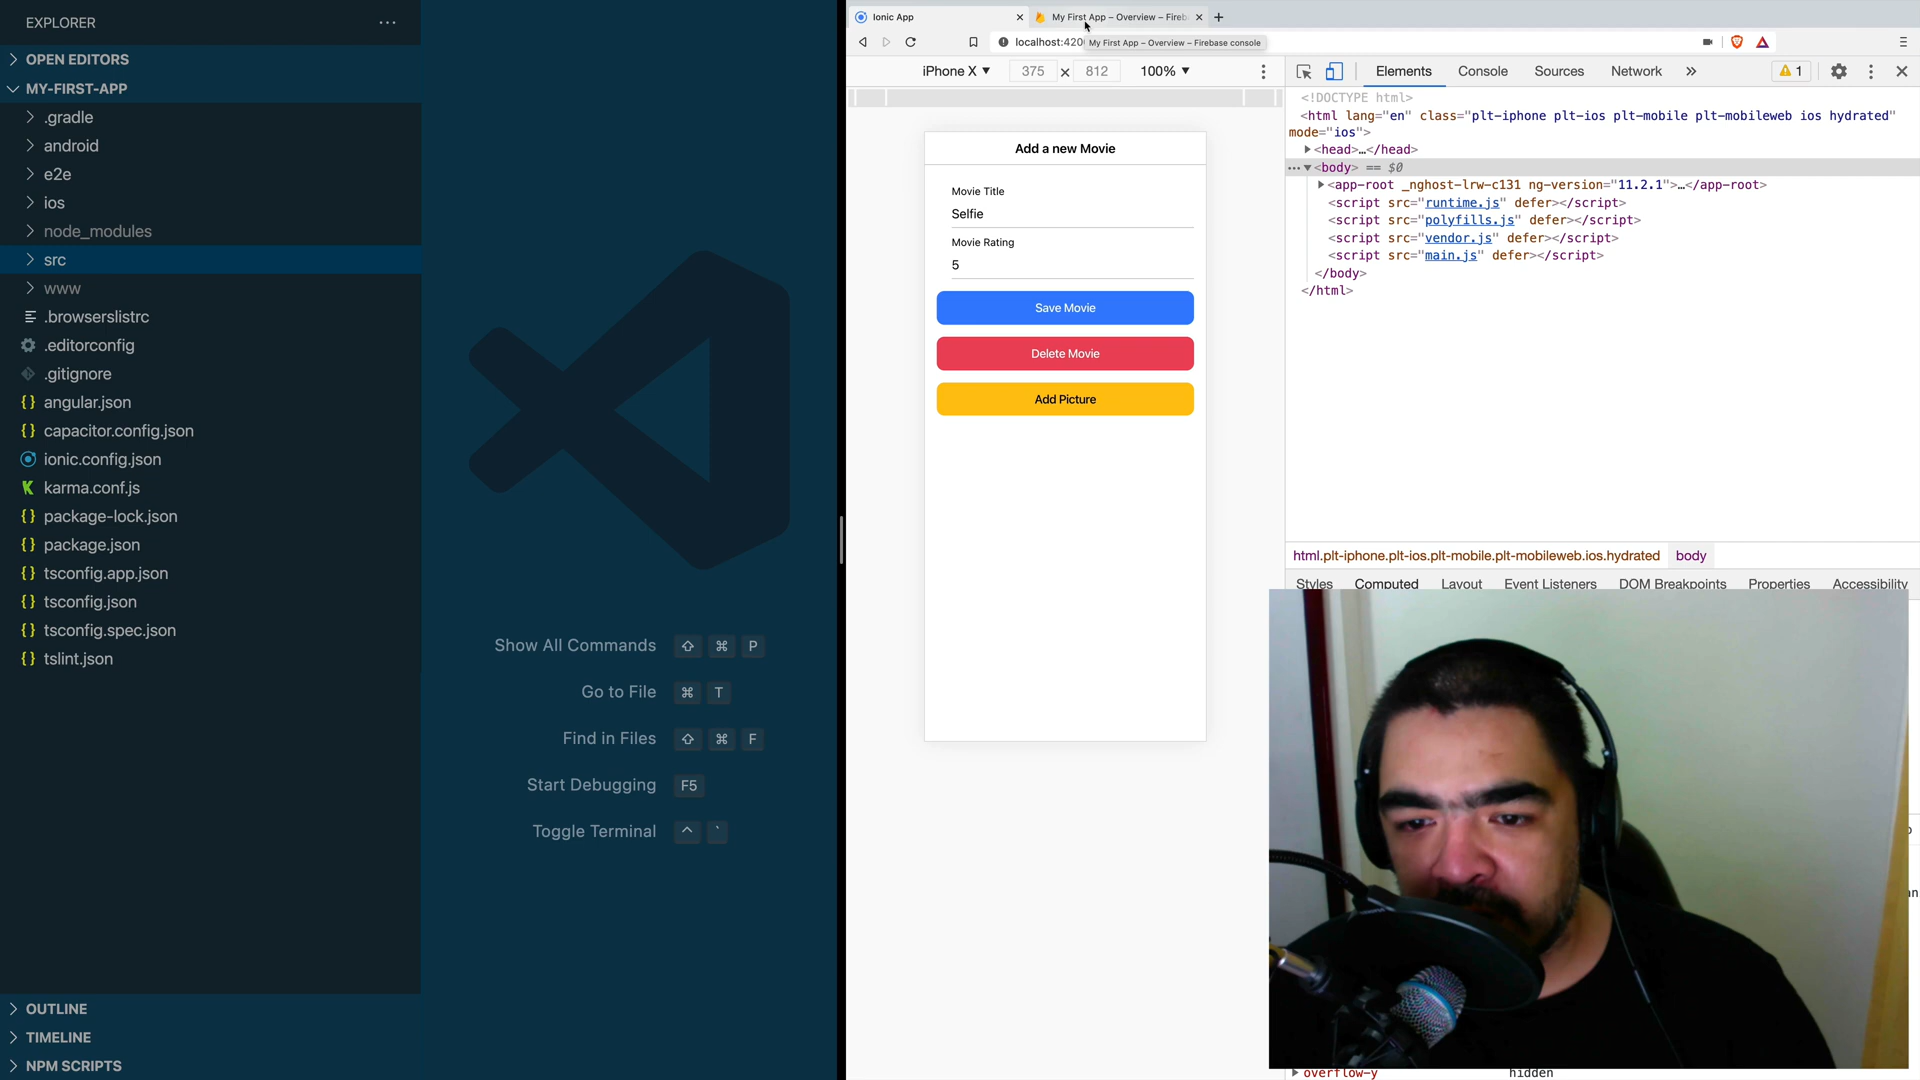 EXPLORER
OPEN EDITORS
MY-FIRST-APP
.gradle
android
e2e
ios
node_modules
src
www
.browserslistrc
.editorconfig
.gitignore
angular.json
capacitor.config.json
ionic.config.json
karma.conf.js
package-lock.json
package.json
tsconfig.app.json
tsconfig.json
tsconfig.spec.json
tslint.json
OUTLINE
TIMELINE
NPM SCRIPTS
Show All Commands ⇧ ⌘ P
Go to File ⌘ T
Find in Files ⇧ ⌘ F
Start Debugging F5
Toggle Terminal ^ `
Ionic App
My First App – Overview – Fireb
localhost:420
My First App – Overview – Firebase console
iPhone X 375 x 812 100%
Add a new Movie
Movie Title
Selfie
Movie Rating
5
Save Movie
Delete Movie
Add Picture
Elements Console Sources Network » 1
<!DOCTYPE html>
<html lang="en" class="plt-iphone plt-ios plt-mobile plt-mobileweb ios hydrated"
mode="ios">
<head>…</head>
<body> == $0
<app-root _nghost-lrw-c131 ng-version="11.2.1">…</app-root>
<script src="runtime.js" defer></script>
<script src="polyfills.js" defer></script>
<script src="vendor.js" defer></script>
<script src="main.js" defer></script>
</body>
</html>
html.plt-iphone.plt-ios.plt-mobile.plt-mobileweb.ios.hydrated body
Styles Computed Layout Event Listeners DOM Breakpoints Properties Accessibility
overflow-y hidden